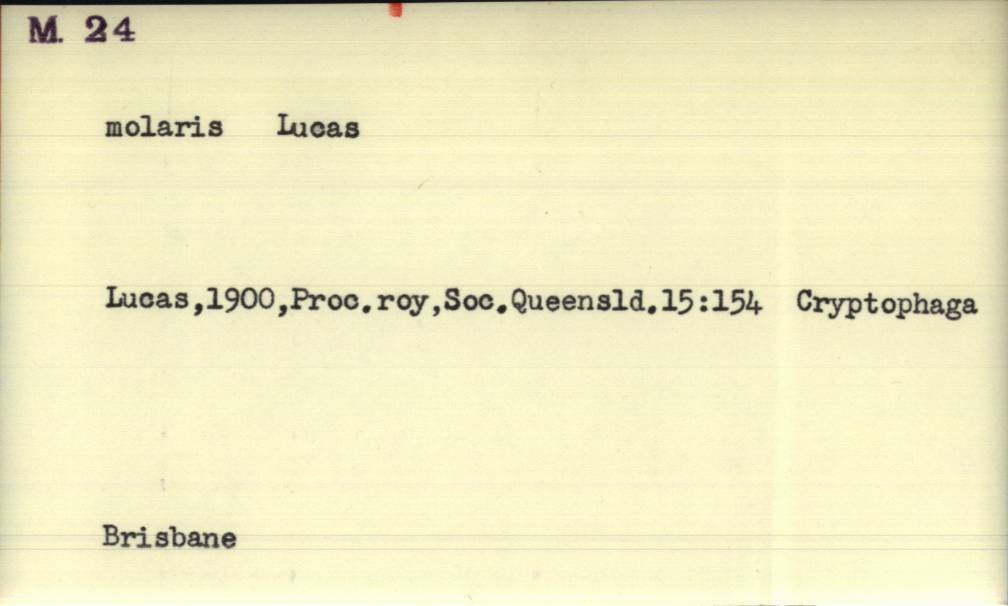 M. 24
molaris Lucas
Lucas,1900,Proc.roy,Soc.Queensld.15:154 Cryptophaga
Brisbane